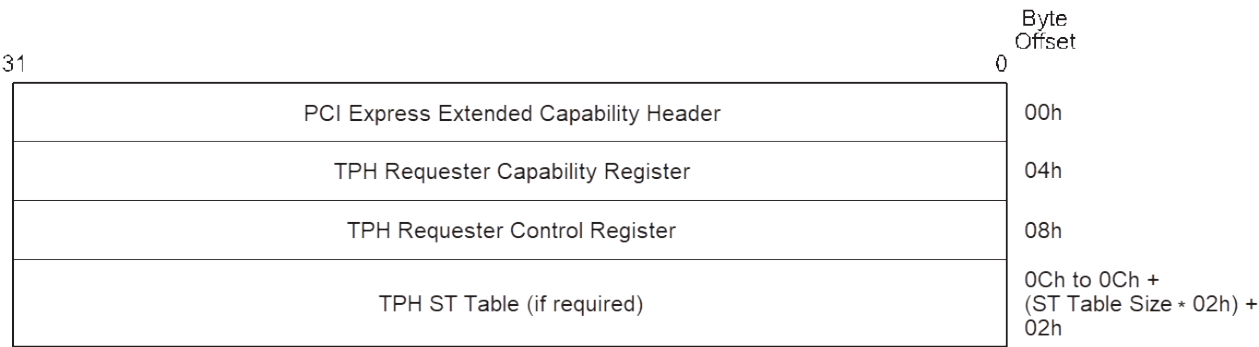 Byte
Offset
31
0
PCI Express Extended Capability Header
00h
TPH Requester Capability Register
04h
TPH Requester Control Register
08h
TPH ST Table (if required)
0Ch to 0Ch +
(ST Table Size * 02h) +
02h